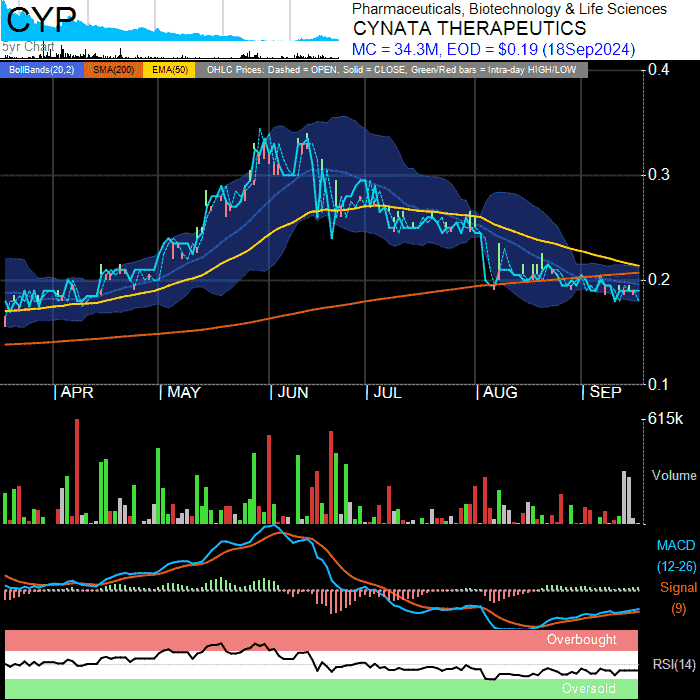 CYP
5yr Chart
Pharmaceuticals, Biotechnology & Life Sciences
CYNATA THERAPEUTICS
MC = 34.3M, EOD = $0.19 (18Sep2024)
BollBands(20,2) SMA(200) EMA(50) OHLC Prices: Dashed = OPEN, Solid = CLOSE, Green/Red bars = Intra-day HIGH/LOW
0.4
0.3
0.2
0.1
APR MAY JUN JUL AUG SEP
615k
Volume
MACD
(12-26)
Signal
(9)
Overbought
RSI(14)
Oversold